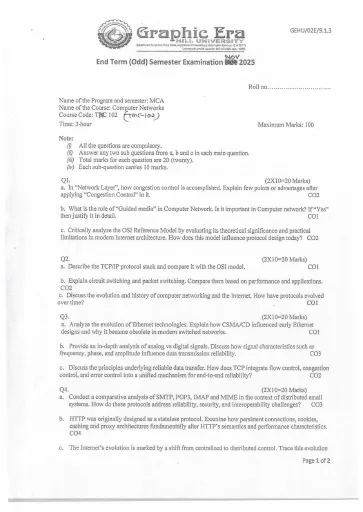 GEHU/02E/9.1.3
Graphic Era
HILL UNIVERSITY
End Term (Odd) Semester Examination Nov 2025
Roll no..............................
Name of the Program and semester: MCA
Name of the Course: Computer Networks
Course Code: TMC 102 (TMC-102)
Time: 3-hour Maximum Marks: 100
Note:
(i) All the questions are compulsory.
(ii) Answer any two sub questions from a, b and c in each main question.
(iii) Total marks for each question are 20 (twenty).
(iv) Each sub-question carries 10 marks.
Q1. (2X10=20 Marks)
a. In "Network Layer", how congestion control is accomplished. Explain few points or advantages after
applying "Congestion Control" in it. CO2
b. What is role of "Guided media" in Computer Network. Is it important in Computer network? If "Yes"
then justify it in detail. CO1
c. Critically analyze the OSI Reference Model by evaluating its theoretical significance and practical
limitations in modern Internet architecture. How does this model influence protocol design today? CO2
Q2. (2X10=20 Marks)
a. Describe the TCP/IP protocol stack and compare it with the OSI model. CO1
b. Explain circuit switching and packet switching. Compare them based on performance and applications.
CO2
c. Discuss the evolution and history of computer networking and the Internet. How have protocols evolved
over time? CO1
Q3. (2X10=20 Marks)
a. Analyze the evolution of Ethernet technologies. Explain how CSMA/CD influenced early Ethernet
designs and why it became obsolete in modern switched networks. CO1
b. Provide an in-depth analysis of analog vs digital signals. Discuss how signal characteristics such as
frequency, phase, and amplitude influence data transmission reliability. CO3
c. Discuss the principles underlying reliable data transfer. How does TCP integrate flow control, congestion
control, and error control into a unified mechanism for end-to-end reliability? CO2
Q4. (2X10=20 Marks)
a. Conduct a comparative analysis of SMTP, POP3, IMAP and MIME in the context of distributed email
systems. How do these protocols address reliability, security, and interoperability challenges? CO3
b. HTTP was originally designed as a stateless protocol. Examine how persistent connections, cookies,
caching and proxy architectures fundamentally alter HTTP's semantics and performance characteristics.
CO4
c. The Internet's evolution is marked by a shift from centralized to distributed control. Trace this evolution
Page 1 of 2